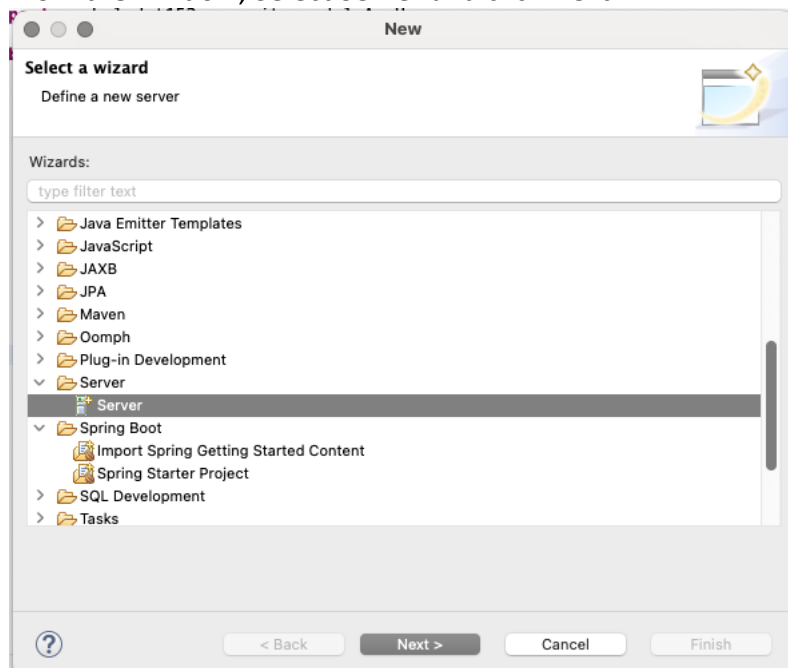 New
Select a wizard
Define a new server
Wizards:
type filter text
Java Emitter Templates
JavaScript
JAXB
JPA
Maven
Oomph
Plug-in Development
Server
Server
Spring Boot
Import Spring Getting Started Content
Spring Starter Project
SQL Development
Tasks
?
< Back Next > Cancel Finish